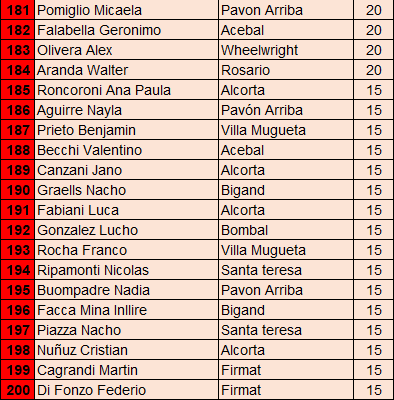 181 Pomiglio Micaela Pavon Arriba 20
182 Falabella Geronimo Acebal 20
183 Olivera Alex Wheelwright 20
184 Aranda Walter Rosario 20
185 Roncoroni Ana Paula Alcorta 15
186 Aguirre Nayla Pavón Arriba 15
187 Prieto Benjamin Villa Mugueta 15
188 Becchi Valentino Acebal 15
189 Canzani Jano Alcorta 15
190 Graells Nacho Bigand 15
191 Fabiani Luca Alcorta 15
192 Gonzalez Lucho Bombal 15
193 Rocha Franco Villa Mugueta 15
194 Ripamonti Nicolas Santa teresa 15
195 Buompadre Nadia Pavon Arriba 15
196 Facca Mina Inllire Bigand 15
197 Piazza Nacho Santa teresa 15
198 Nuñuz Cristian Alcorta 15
199 Cagrandi Martin Firmat 15
200 Di Fonzo Federio Firmat 15